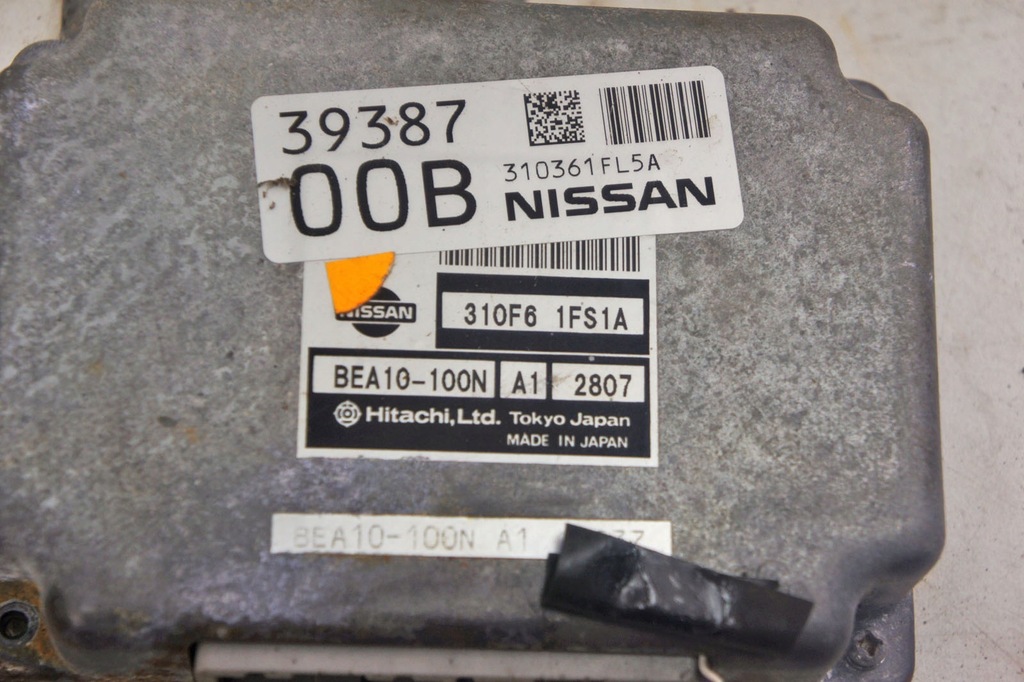 39387
00B
310361FL5A
NISSAN
NISSAN
310F6 1FS1A
BEA10-100N A1 2807
Hitachi,Ltd. Tokyo Japan
MADE IN JAPAN
BEA10-100N A1